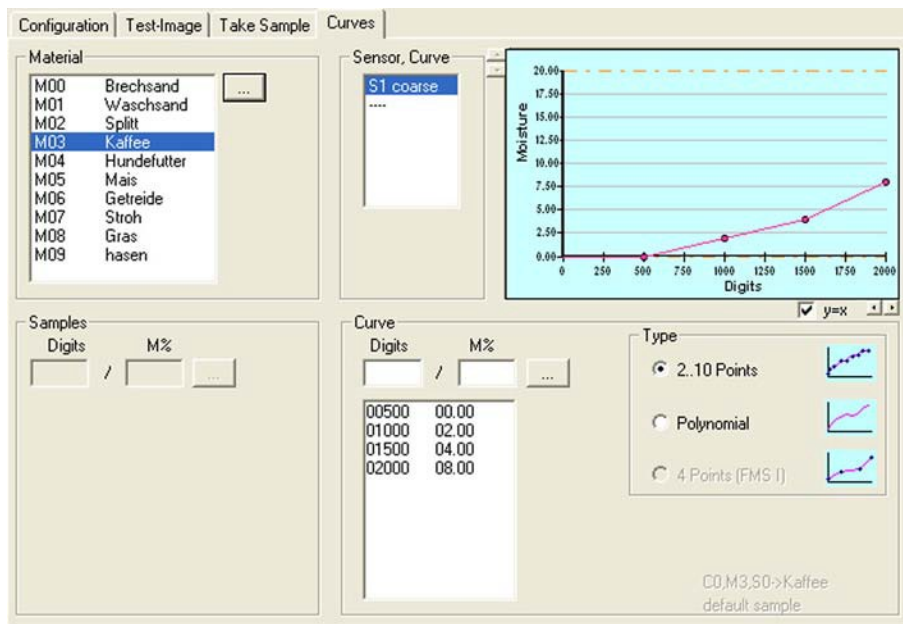 Configuration Test-Image Take Sample Curves
Material
M00 Brechsand
M01 Waschsand
M02 Splitt
M03 Kaffee
M04 Hundefutter
M05 Mais
M06 Getreide
M07 Stroh
M08 Gras
M09 hasen
...
Sensor, Curve
S1 coarse
----
Moisture
20.00
17.50
15.00
12.50
10.00
7.50
5.00
2.50
0.00
0 250 500 750 1000 1250 1500 1750 2000
Digits
y=x
Samples
Digits M%
/ ...
Curve
Digits M%
/ ...
00500 00.00
01000 02.00
01500 04.00
02000 08.00
Type
2..10 Points
Polynomial
4 Points (FMS I)
C0,M3,S0->Kaffee
default sample